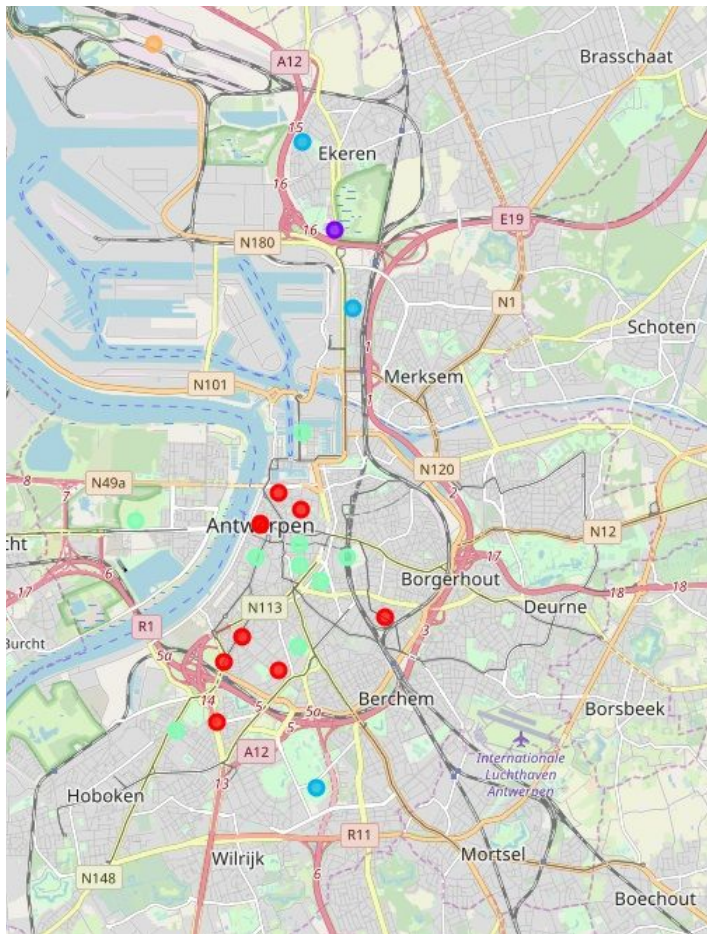 A12
Brasschaat
15
Ekeren
16
16
E19
N180
N1
Schoten
1
N101
Merksem
1
N120
8
N49a
7
2
Antwerpen
N12
cht
17
17
6
Borgerhout
18
18
Deurne
N113
R1
3
Burcht
5a
14
5
5a
Berchem
Borsbeek
5
A12
13
Internationale
Luchthaven
Antwerpen
Hoboken
R11
Wilrijk
Mortsel
N148
6
Boechout